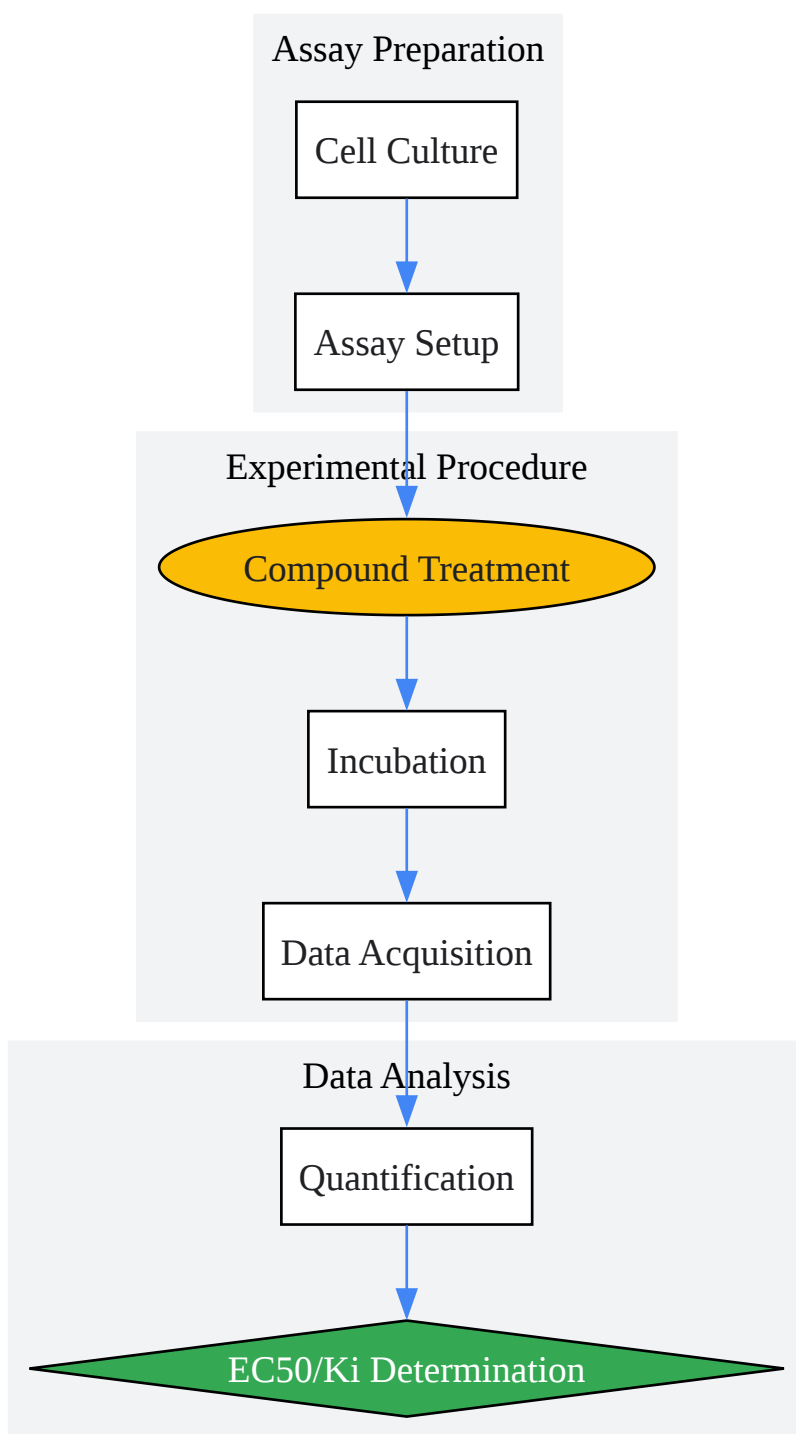 Assay Preparation
Cell Culture
Assay Setup
Experimental Procedure
Compound Treatment
Incubation
Data Acquisition
Data Analysis
Quantification
EC50/Ki Determination